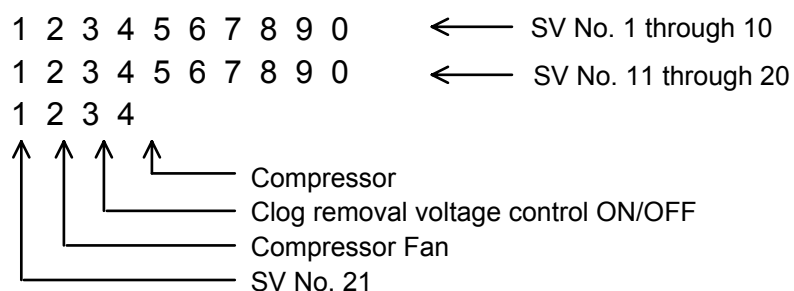 1 2 3 4 5 6 7 8 9 0 SV No. 1 through 10
1 2 3 4 5 6 7 8 9 0 SV No. 11 through 20
1 2 3 4
Compressor
Clog removal voltage control ON/OFF
Compressor Fan
SV No. 21